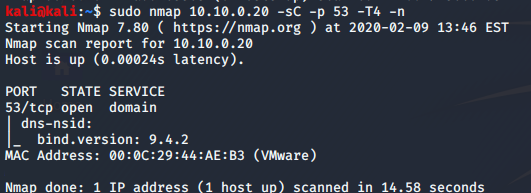 kali@kali:~$ sudo nmap 10.10.0.20 -sC -p 53 -T4 -n
Starting Nmap 7.80 ( https://nmap.org ) at 2020-02-09 13:46 EST
Nmap scan report for 10.10.0.20
Host is up (0.00024s latency).

PORT   STATE SERVICE
53/tcp open  domain
| dns-nsid:
|_  bind.version: 9.4.2
MAC Address: 00:0C:29:44:AE:B3 (VMware)

Nmap done: 1 IP address (1 host up) scanned in 14.58 seconds